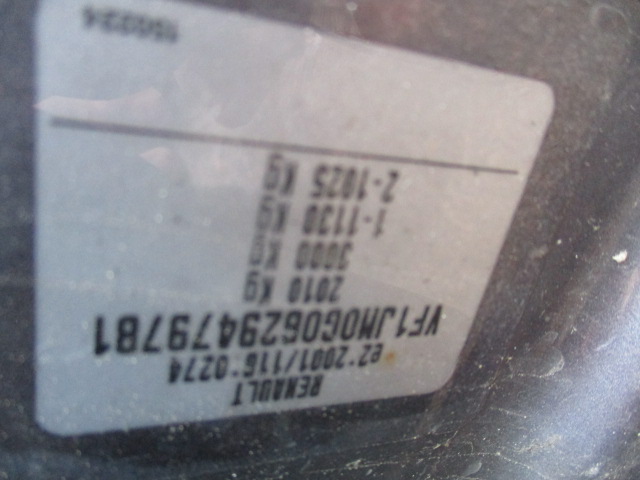 RENAULT
e2*2001/116*0274
VF1JM0G0629479781
2010 Kg
3000 Kg
1-1130 Kg
2-1025 Kg